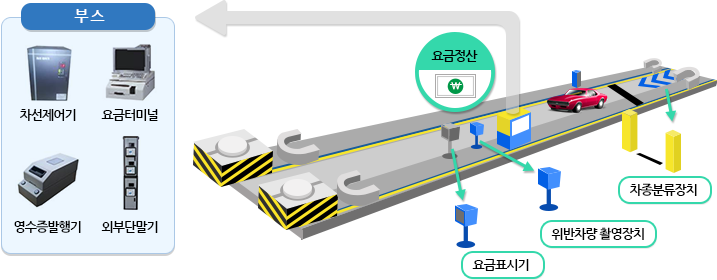 부스
차선제어기
요금터미널
영수증발행기
외부단말기
요금정산
₩
차종분류장치
위반차량 촬영장치
요금표시기